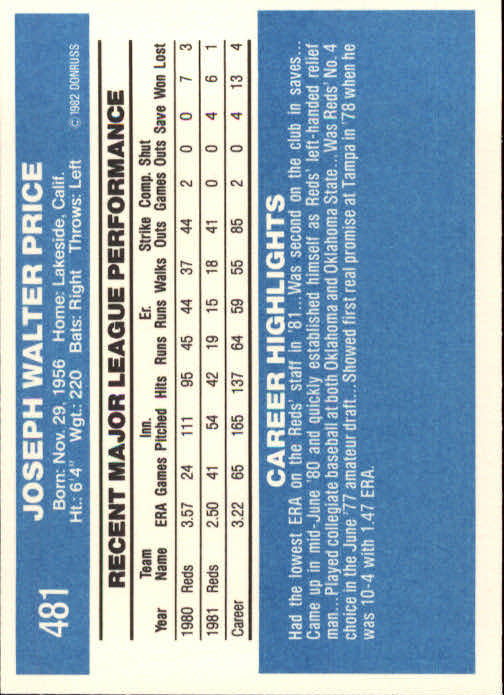 481
JOSEPH WALTER PRICE
Born: Nov. 29, 1956 Home: Lakeside, Calif.
Ht.: 6'4" Wgt.: 220 Bats: Right Throws: Left © 1982 DONRUSS
RECENT MAJOR LEAGUE PERFORMANCE
Team Inn. Er. Strike Comp. Shut
Year Name ERA Games Pitched Hits Runs Runs Walks Outs Games Outs Save Won Lost
1980 Reds 3.57 24 111 95 45 44 37 44 2 0 0 7 3
1981 Reds 2.50 41 54 42 19 15 18 41 0 0 4 6 1
Career 3.22 65 165 137 64 59 55 85 2 0 4 13 4
CAREER HIGHLIGHTS
Had the lowest ERA on the Reds' staff in '81...Was second on the club in saves...
Came up in mid-June '80 and quickly established himself as Reds' left-handed relief
man...Played collegiate baseball at both Oklahoma and Oklahoma State...Was Reds' No. 4
choice in the June '77 amateur draft...Showed first real promise at Tampa in '78 when he
was 10-4 with 1.47 ERA.